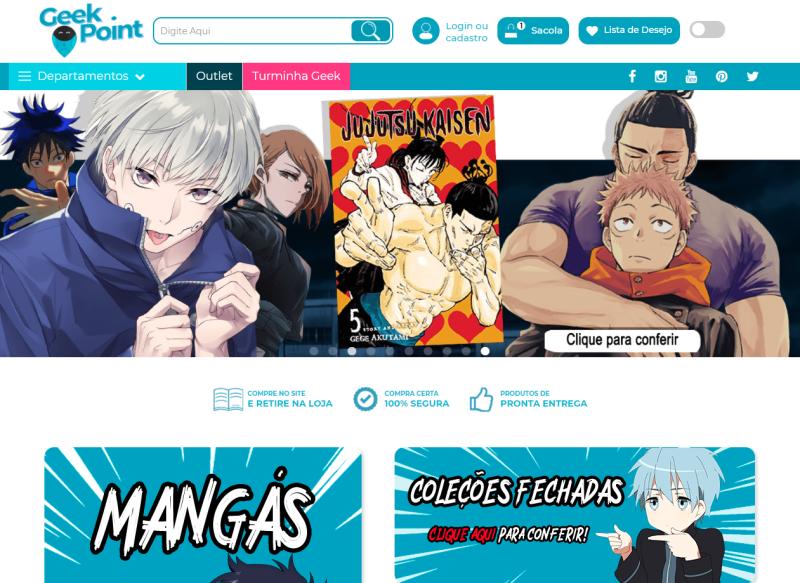 Geek
Point
Digite Aqui
Login ou
cadastro
1
Sacola
Lista de Desejo
Departamentos
Outlet
Turminha Geek
JUJUTSU KAISEN
5
STORY AND
GEGE AKUTAMI
Clique para conferir
COMPRE NO SITE
E RETIRE NA LOJA
COMPRA CERTA
100% SEGURA
PRODUTOS DE
PRONTA ENTREGA
MANGÁS
COLEÇÕES FECHADAS
CLIQUE AQUI PARA CONFERIR!